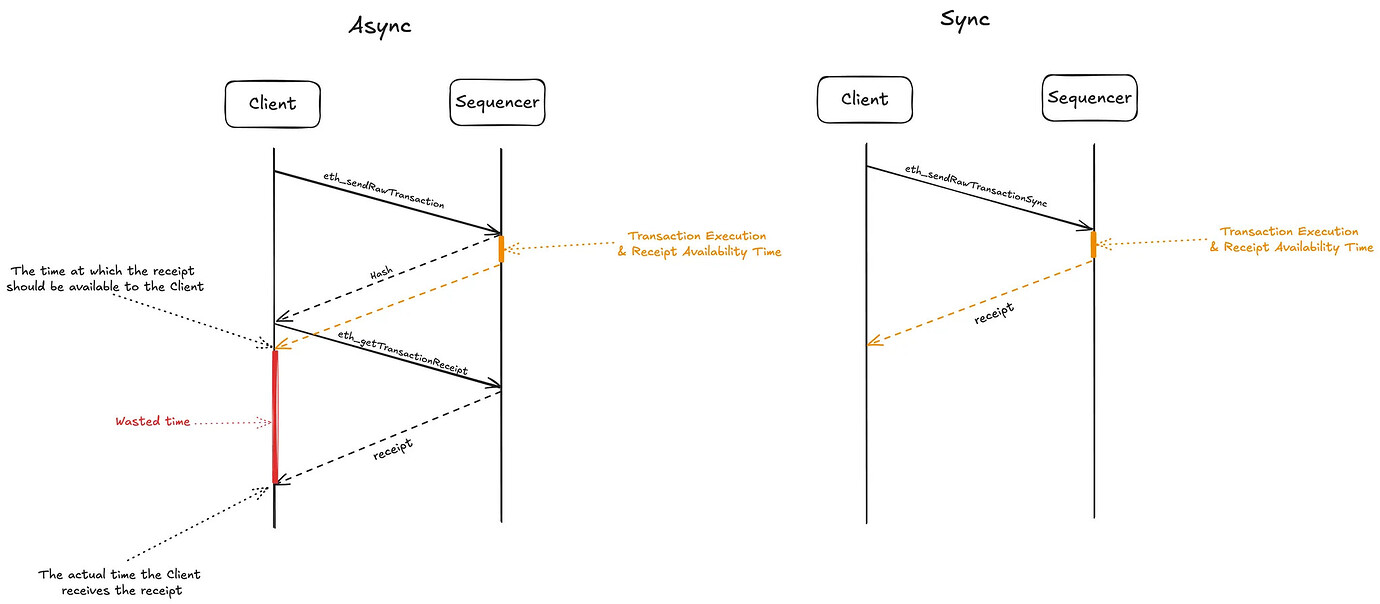 Async
Client
Sequencer
eth_sendRawTransaction
Transaction Execution
& Receipt Availability Time
Hash
The time at which the receipt
should be available to the Client
eth_getTransactionReceipt
Wasted time
receipt
The actual time the Client
receives the receipt
Sync
Client
Sequencer
eth_sendRawTransactionSync
Transaction Execution
& Receipt Availability Time
receipt